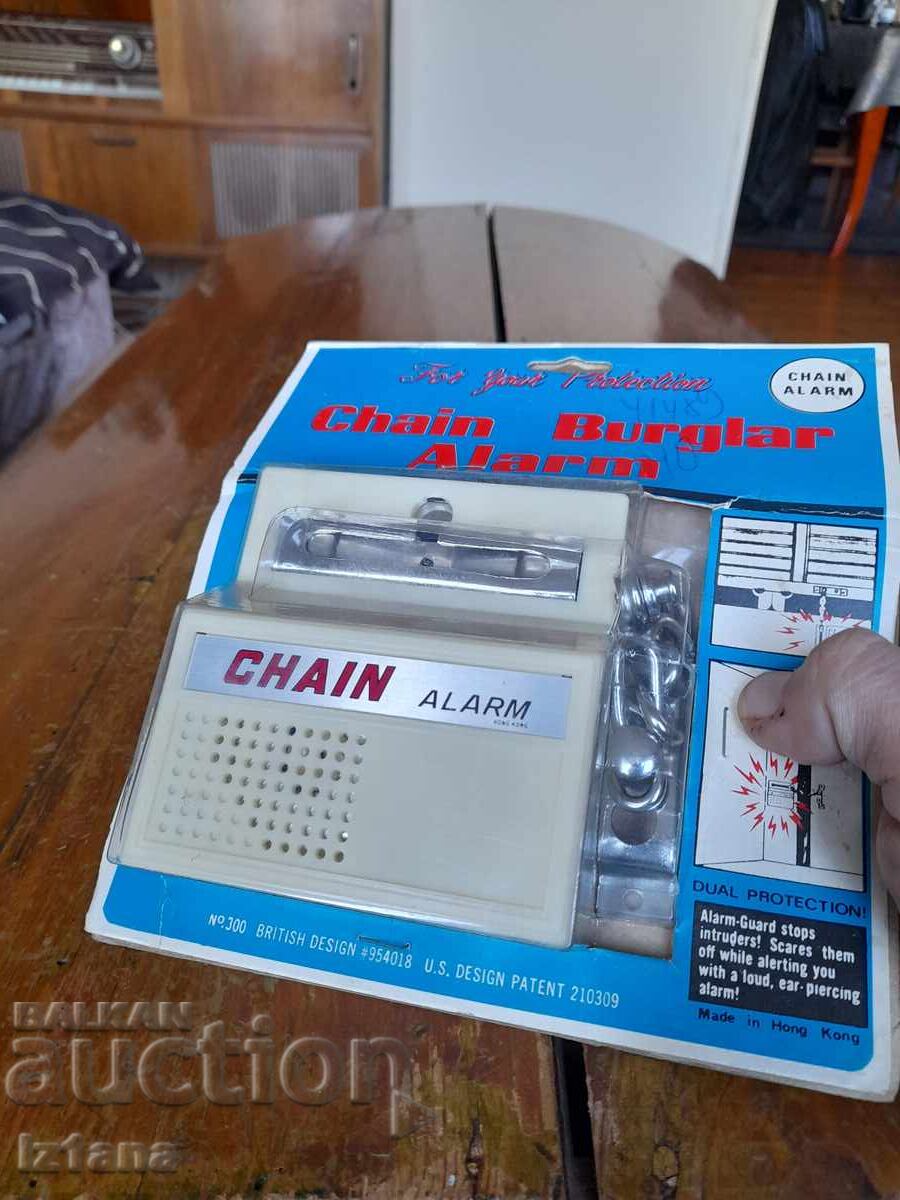 For Your Protection
CHAIN
ALARM
Chain Burglar
Alarm
CHAIN ALARM
HONG KONG
DUAL PROTECTION!
Alarm-Guard stops
intruders! Scares them
off while alerting you
with a loud, ear-piercing
alarm!
Made in Hong Kong
No.300 BRITISH DESIGN #954018 U.S. DESIGN PATENT 210309
BALKAN
auction
Iztana